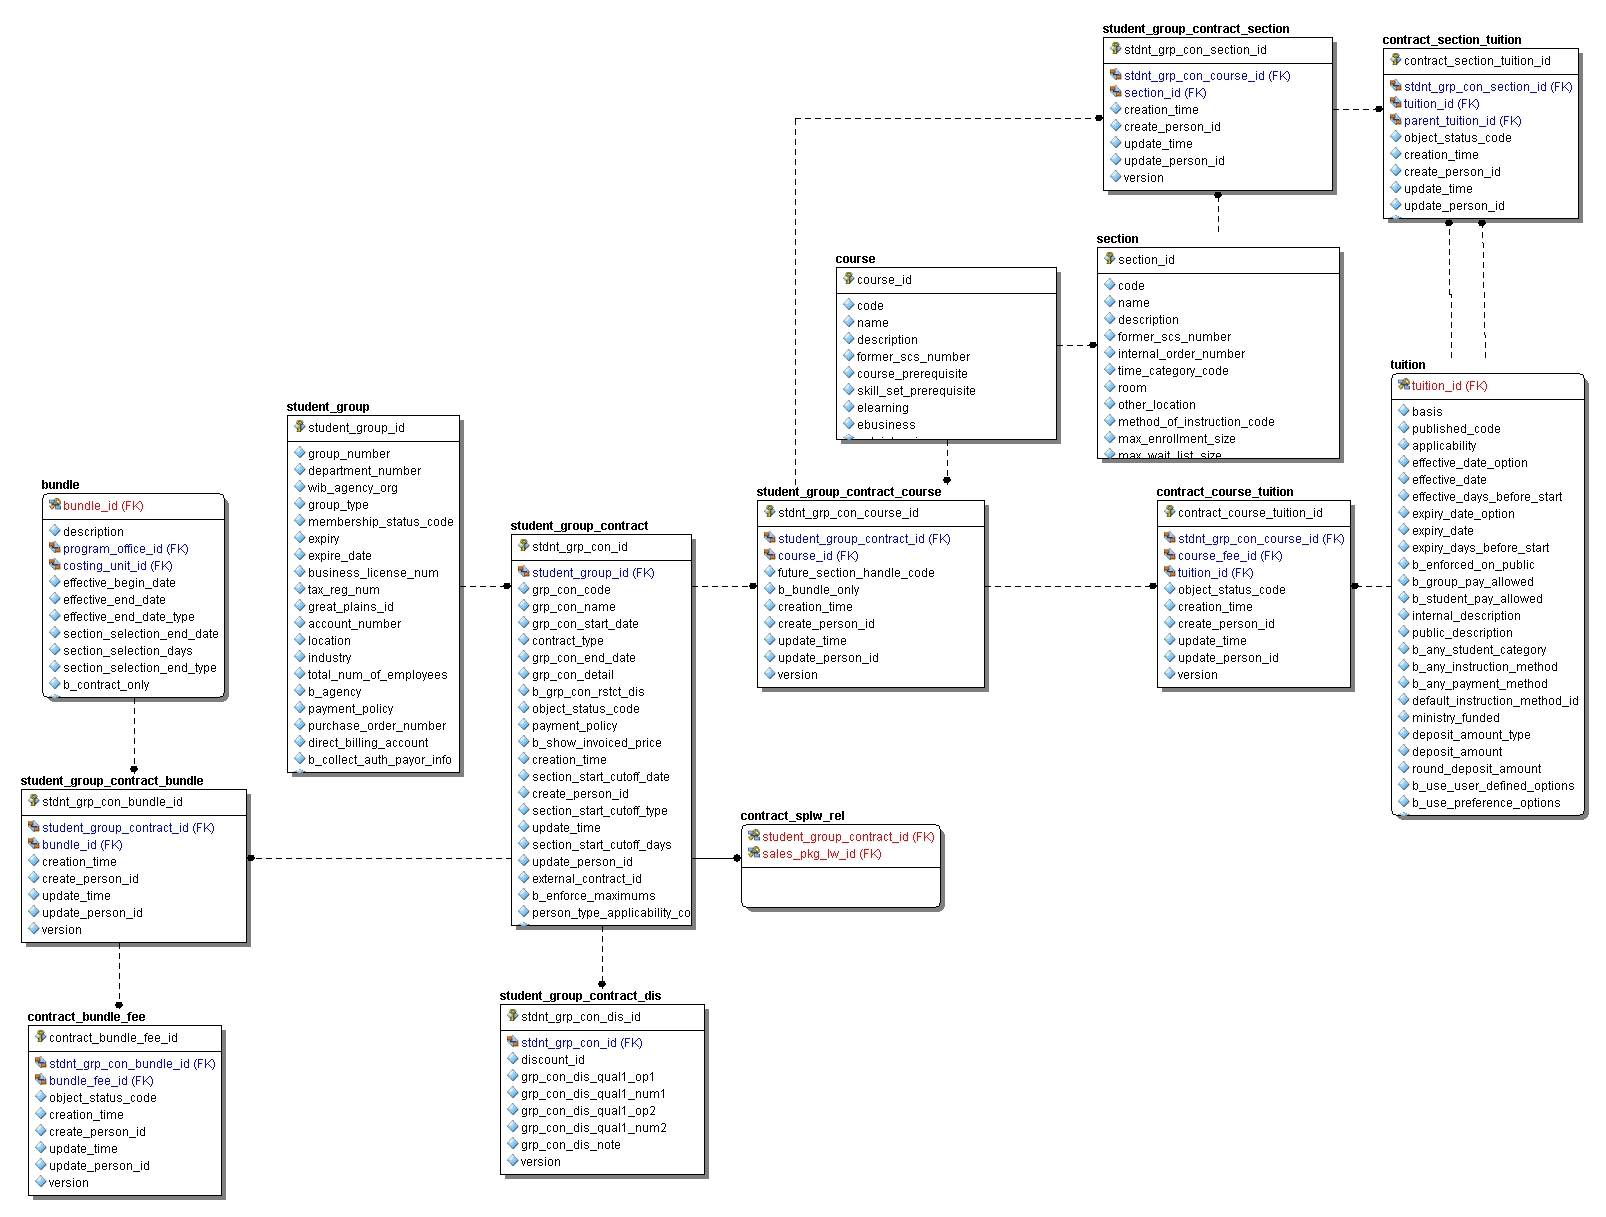 student_group_contract_section
stdnt_grp_con_section_id
stdnt_grp_con_course_id (FK)
section_id (FK)
creation_time
create_person_id
update_time
update_person_id
version
contract_section_tuition
contract_section_tuition_id
stdnt_grp_con_section_id (FK)
tuition_id (FK)
parent_tuition_id (FK)
object_status_code
creation_time
create_person_id
update_time
update_person_id
section
section_id
code
name
description
former_scs_number
internal_order_number
time_category_code
room
other_location
method_of_instruction_code
max_enrollment_size
max_wait_list_size
course
course_id
code
name
description
former_scs_number
course_prerequisite
skill_set_prerequisite
elearning
ebusiness
tuition
tuition_id (FK)
basis
published_code
applicability
effective_date_option
effective_date
effective_days_before_start
expiry_date_option
expiry_date
expiry_days_before_start
b_enforced_on_public
b_group_pay_allowed
b_student_pay_allowed
internal_description
public_description
b_any_student_category
b_any_instruction_method
b_any_payment_method
default_instruction_method_id
ministry_funded
deposit_amount_type
deposit_amount
round_deposit_amount
b_use_user_defined_options
b_use_preference_options
student_group
student_group_id
group_number
department_number
wib_agency_org
group_type
membership_status_code
expiry
expire_date
business_license_num
tax_reg_num
great_plains_id
account_number
location
industry
total_num_of_employees
b_agency
payment_policy
purchase_order_number
direct_billing_account
b_collect_auth_payor_info
bundle
bundle_id (FK)
description
program_office_id (FK)
costing_unit_id (FK)
effective_begin_date
effective_end_date
effective_end_date_type
section_selection_end_date
section_selection_days
section_selection_end_type
b_contract_only
student_group_contract
stdnt_grp_con_id
student_group_id (FK)
grp_con_code
grp_con_name
grp_con_start_date
contract_type
grp_con_end_date
grp_con_detail
b_grp_con_rstct_dis
object_status_code
payment_policy
b_show_invoiced_price
creation_time
section_start_cutoff_date
create_person_id
section_start_cutoff_type
update_time
section_start_cutoff_days
update_person_id
external_contract_id
b_enforce_maximums
person_type_applicability_co
student_group_contract_course
stdnt_grp_con_course_id
student_group_contract_id (FK)
course_id (FK)
future_section_handle_code
b_bundle_only
creation_time
create_person_id
update_time
update_person_id
version
contract_course_tuition
contract_course_tuition_id
stdnt_grp_con_course_id (FK)
course_fee_id (FK)
tuition_id (FK)
object_status_code
creation_time
create_person_id
update_time
update_person_id
version
student_group_contract_bundle
stdnt_grp_con_bundle_id
student_group_contract_id (FK)
bundle_id (FK)
creation_time
create_person_id
update_time
update_person_id
version
contract_splw_rel
student_group_contract_id (FK)
sales_pkg_lw_id (FK)
student_group_contract_dis
stdnt_grp_con_dis_id
stdnt_grp_con_id (FK)
discount_id
grp_con_dis_qual1_op1
grp_con_dis_qual1_num1
grp_con_dis_qual1_op2
grp_con_dis_qual1_num2
grp_con_dis_note
version
contract_bundle_fee
contract_bundle_fee_id
stdnt_grp_con_bundle_id (FK)
bundle_fee_id (FK)
object_status_code
creation_time
create_person_id
update_time
update_person_id
version